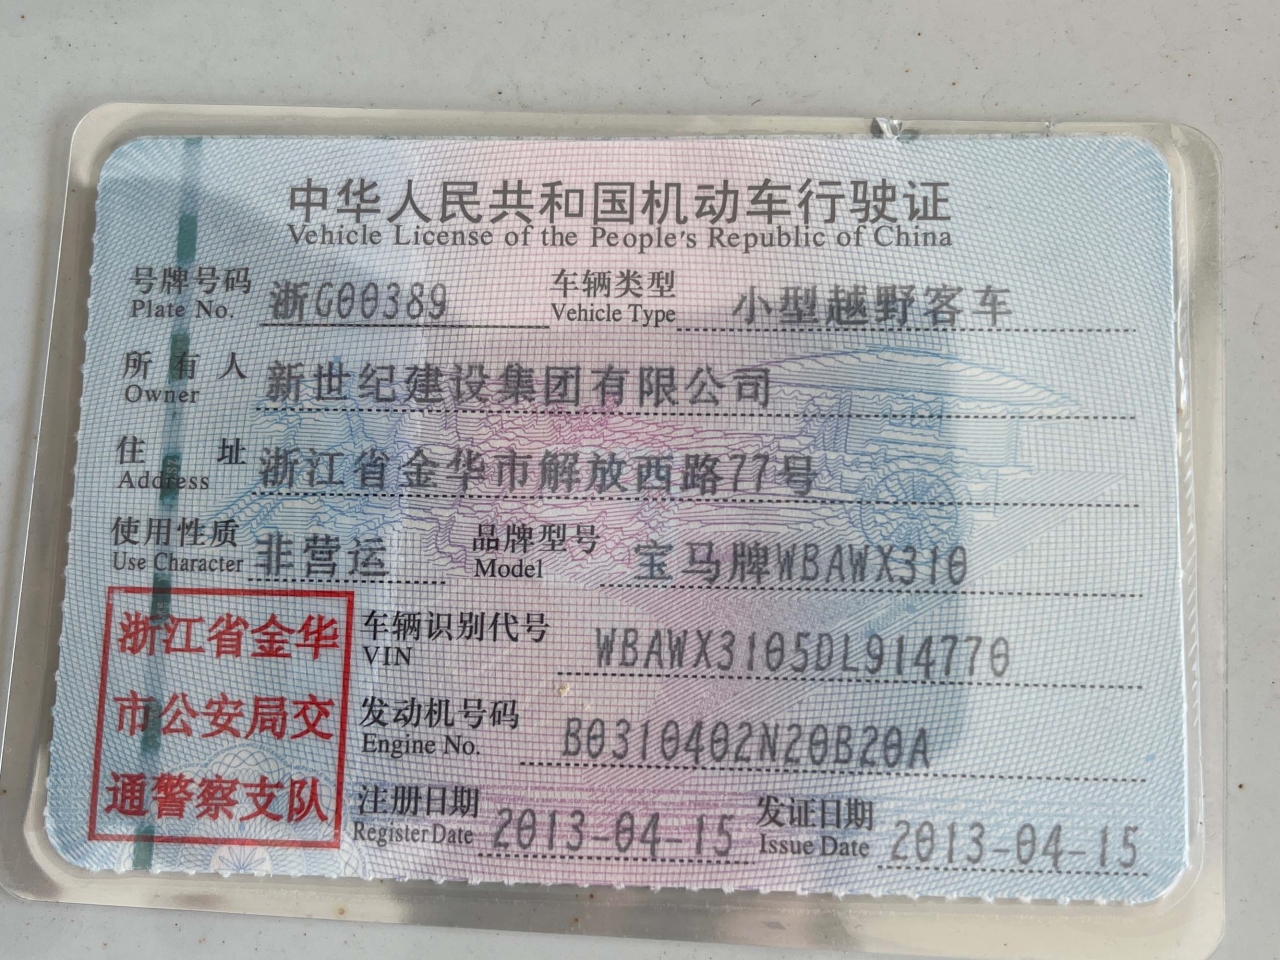 中华人民共和国机动车行驶证
Vehicle License of the People's Republic of China
号牌号码 浙G00389 车辆类型 小型越野客车
Plate No. Vehicle Type
所有人 新世纪建设集团有限公司
Owner
住址 浙江省金华市解放西路77号
Address
使用性质 非营运 品牌型号 宝马牌WBAWX310
Use Character Model
浙江省金华
市公安局交
通警察支队
车辆识别代号 WBAWX3105DL914770
VIN
发动机号码 B0310402N20B20A
Engine No.
注册日期 2013-04-15 发证日期 2013-04-15
Register Date Issue Date